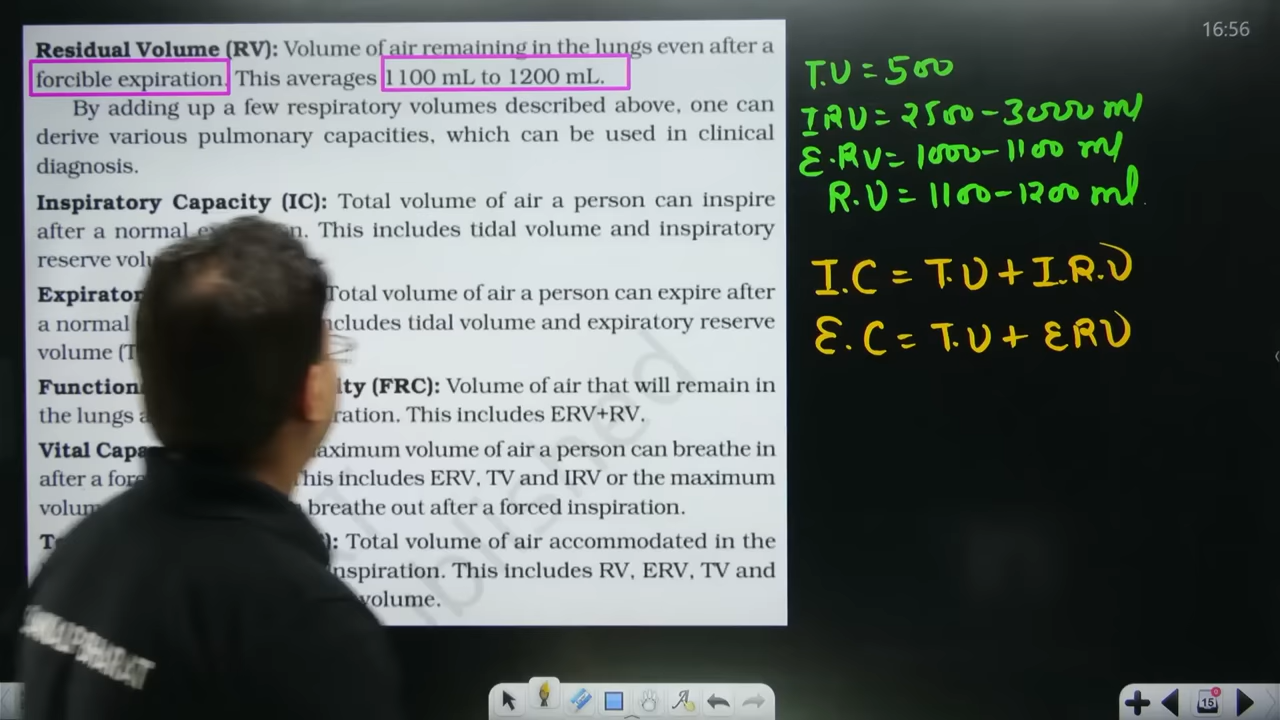 16:56
Residual Volume (RV): Volume of air remaining in the lungs even after a
forcible expiration. This averages 1100 mL to 1200 mL.
By adding up a few respiratory volumes described above, one can
derive various pulmonary capacities, which can be used in clinical
diagnosis.
Inspiratory Capacity (IC): Total volume of air a person can inspire
after a normal This includes tidal volume and inspiratory
reserve
Total volume of air a person can expire after
a normal tidal volume and expiratory reserve
volume
(FRC): Volume of air that will remain in
the lungs This includes ERV+RV.
Vital volume of air a person can breathe in
after a includes ERV, TV and IRV or the maximum
breathe out after a forced inspiration.
Total volume of air accommodated in the
This includes RV, ERV, TV and
volume.
T.V = 500
IRV = 2500-3000 ml
E.RV = 1000-1100 ml
R.V = 1100-1200 ml
I.C = T.V + I.R.V
E.C = T.V + ERV
15